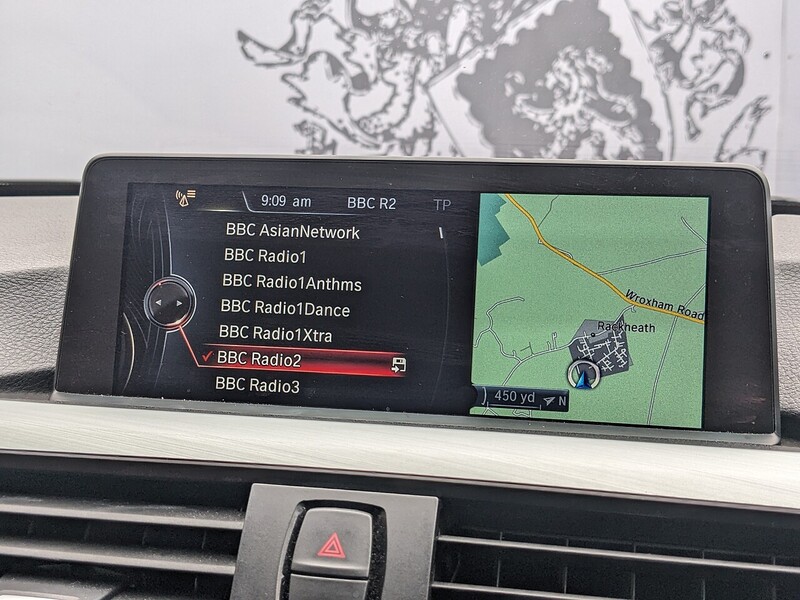 9:09 am BBC R2 TP
BBC AsianNetwork
BBC Radio1
BBC Radio1Anthms
BBC Radio1Dance
BBC Radio1Xtra
BBC Radio2
BBC Radio3
Wroxham Road
Rackheath
450 yd N